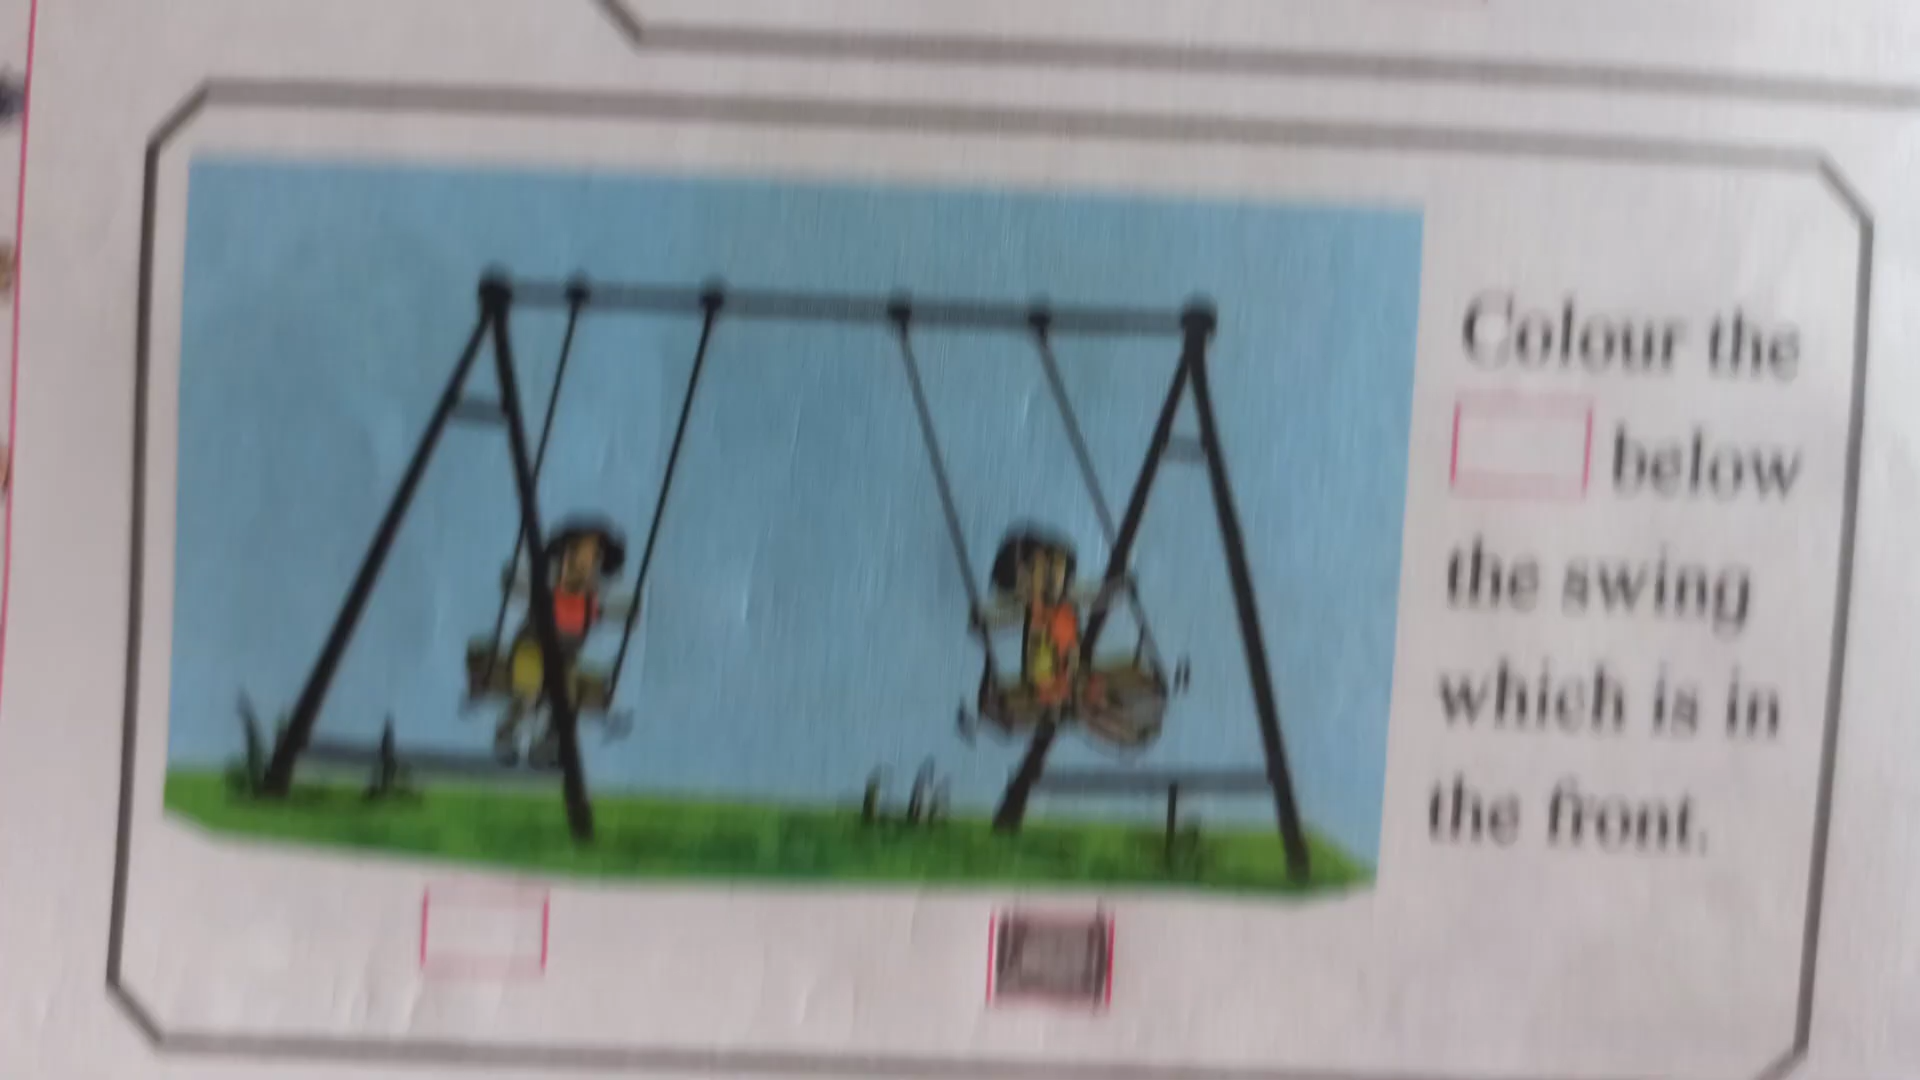 Colour the
below
the swing
which is in
the front.